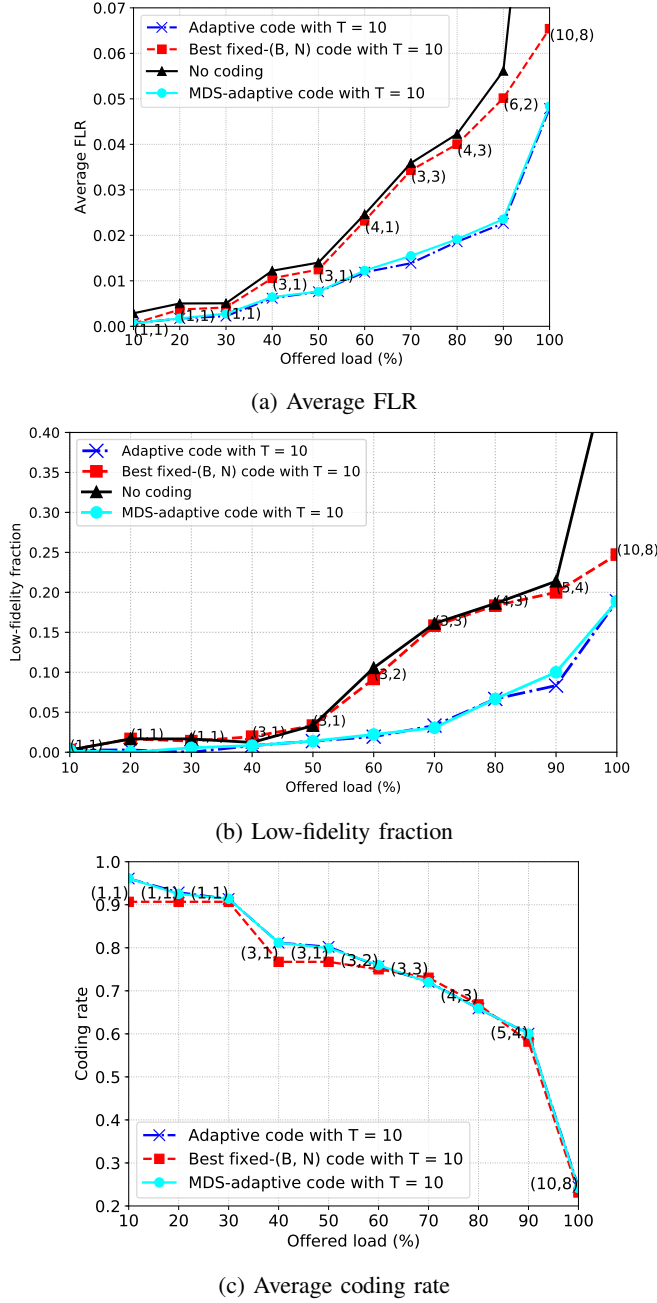 0.07
0.06
0.05
0.04
0.03
0.02
0.01
0.00
Average FLR
Adaptive code with T = 10
Best fixed-(B, N) code with T = 10
No coding
MDS-adaptive code with T = 10
(1,1)
(1,1)
(1,1)
(3,1)
(3,1)
(4,1)
(3,3)
(4,3)
(6,2)
(10,8)
10 20 30 40 50 60 70 80 90 100
Offered load (%)
(a) Average FLR
0.40
0.35
0.30
0.25
0.20
0.15
0.10
0.05
0.00
Low-fidelity fraction
Adaptive code with T = 10
Best fixed-(B, N) code with T = 10
No coding
MDS-adaptive code with T = 10
(1,1)
(1,1)
(1,1)
(3,1)
(3,1)
(3,2)
(3,3)
(4,3)
(5,4)
(10,8)
10 20 30 40 50 60 70 80 90 100
Offered load (%)
(b) Low-fidelity fraction
1.0
0.9
0.8
0.7
0.6
0.5
0.4
0.3
0.2
Coding rate
(1,1)
(1,1)
(1,1)
(3,1)
(3,1)
(3,2)
(3,3)
(4,3)
(5,4)
(10,8)
Adaptive code with T = 10
Best fixed-(B, N) code with T = 10
MDS-adaptive code with T = 10
10 20 30 40 50 60 70 80 90 100
Offered load (%)
(c) Average coding rate